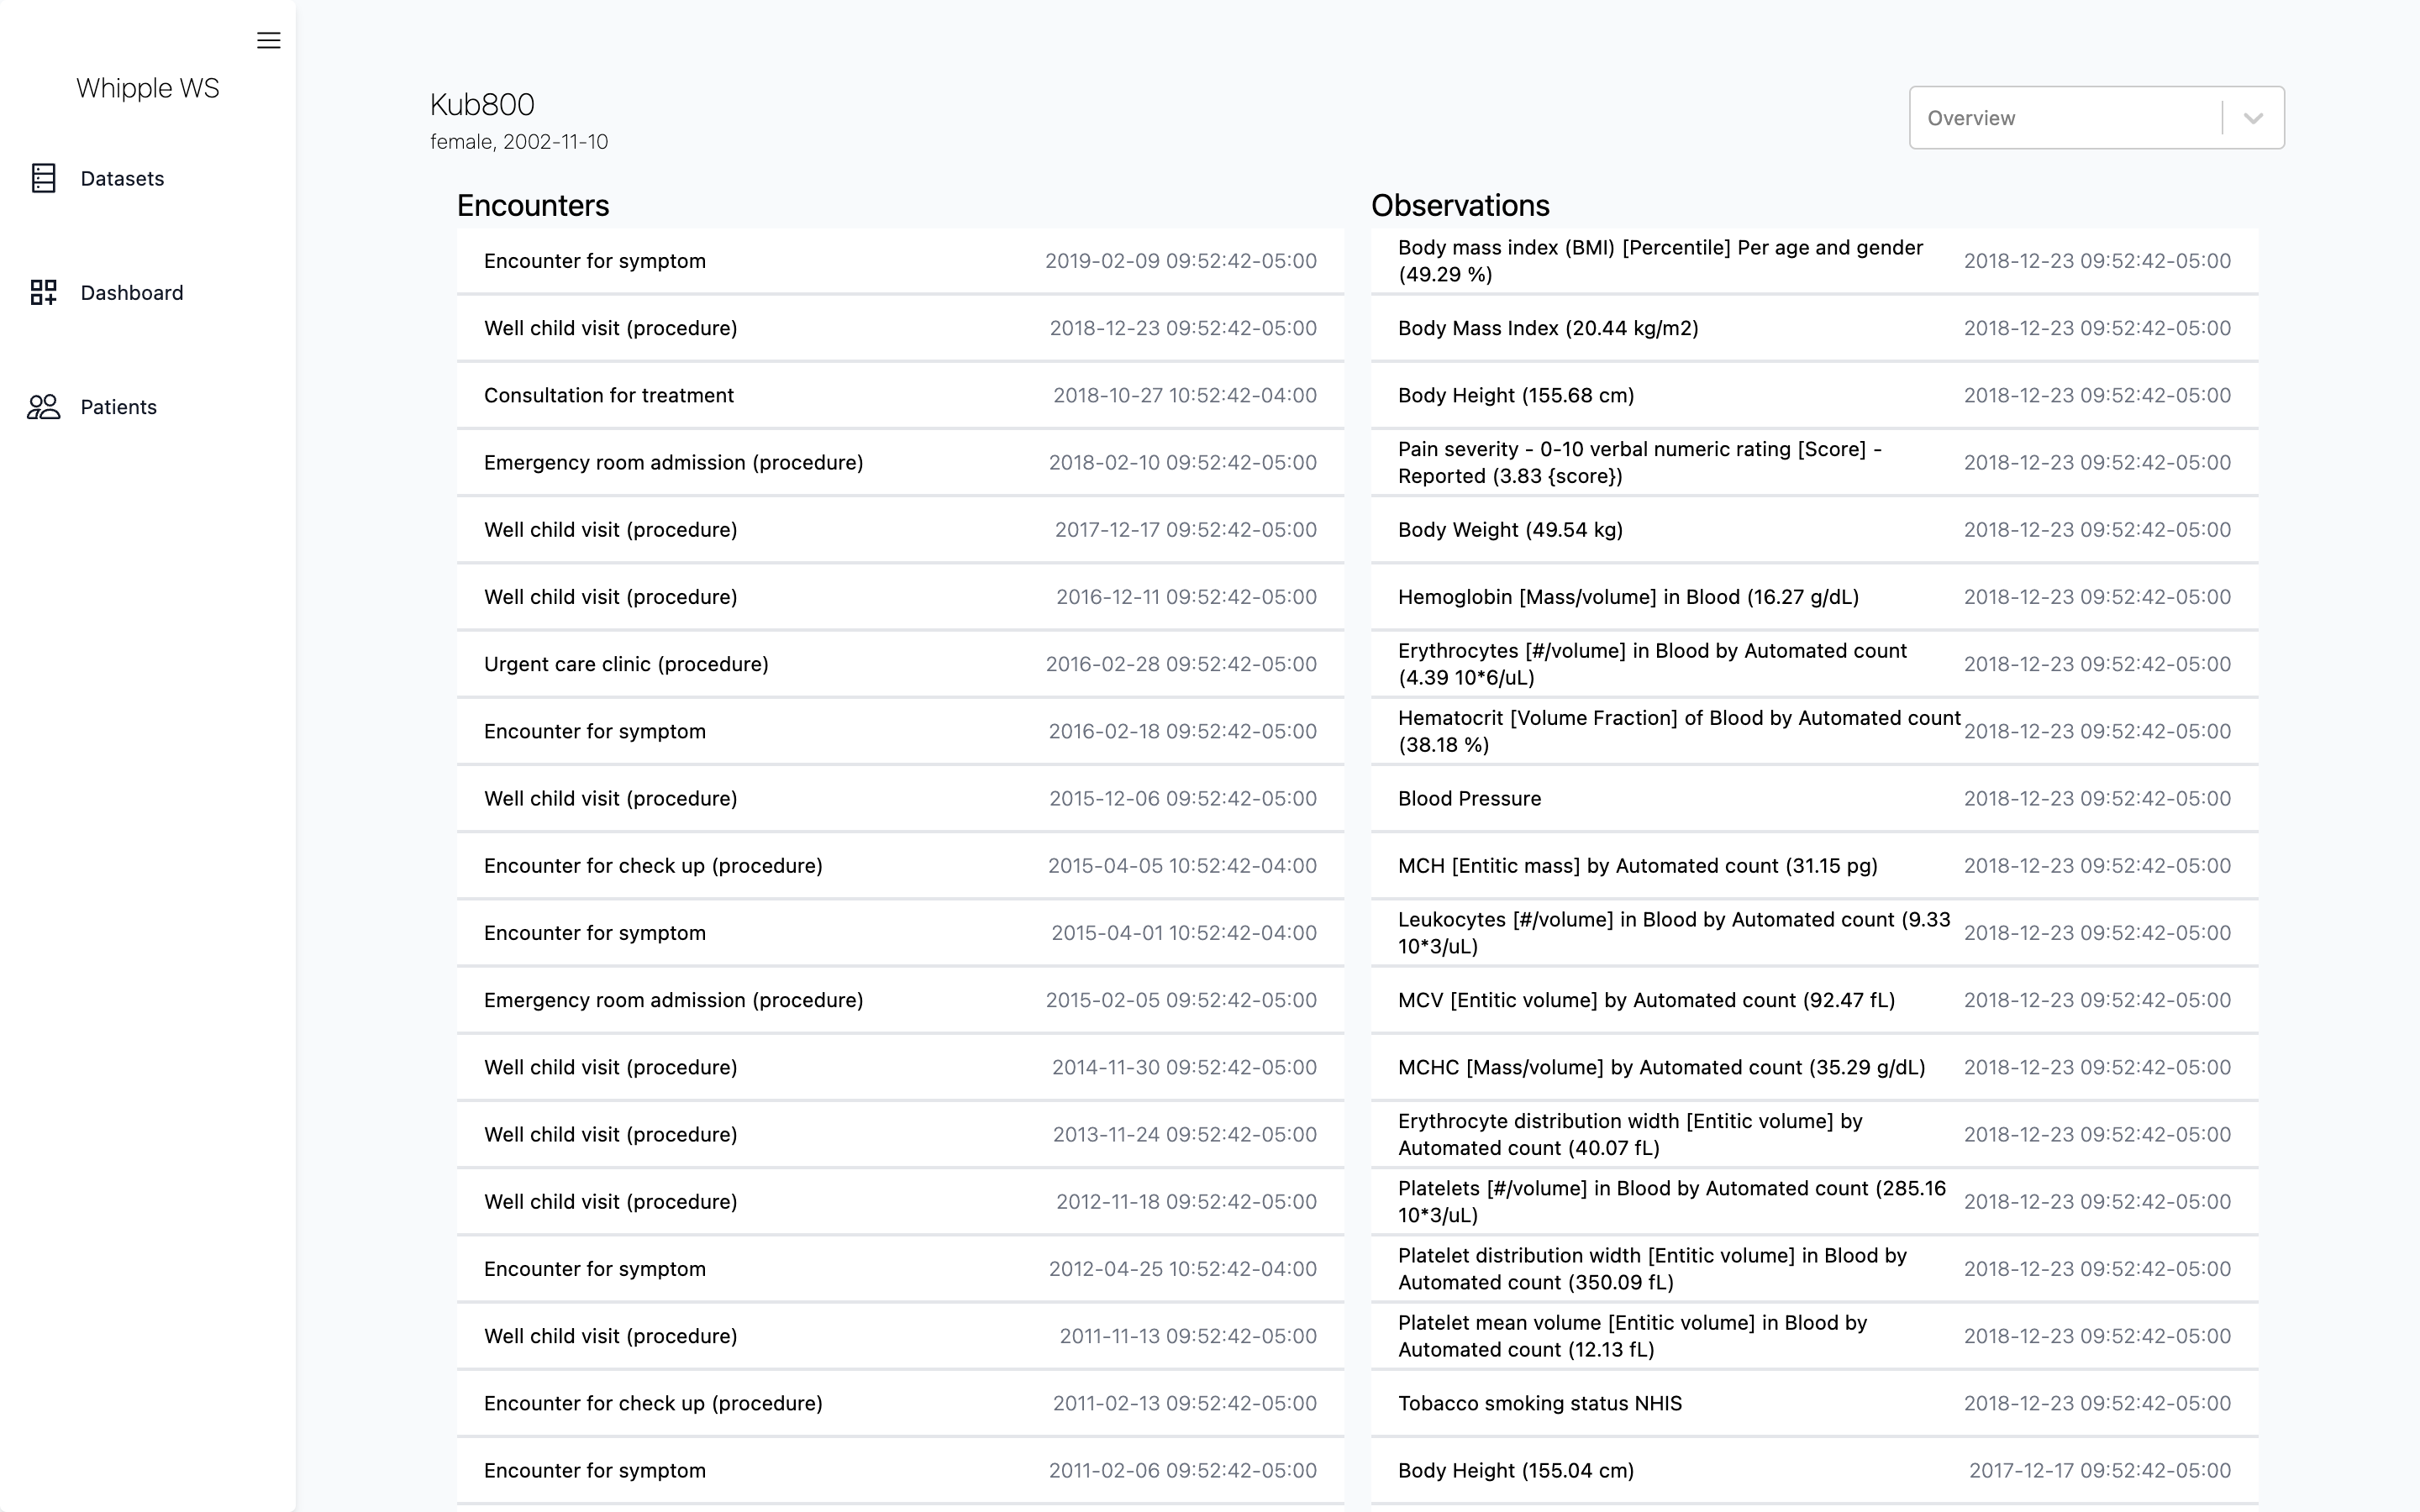 Whipple WS
Datasets
Dashboard
Patients
Kub800
female, 2002-11-10
Overview
Encounters
Encounter for symptom 2019-02-09 09:52:42-05:00
Well child visit (procedure) 2018-12-23 09:52:42-05:00
Consultation for treatment 2018-10-27 10:52:42-04:00
Emergency room admission (procedure) 2018-02-10 09:52:42-05:00
Well child visit (procedure) 2017-12-17 09:52:42-05:00
Well child visit (procedure) 2016-12-11 09:52:42-05:00
Urgent care clinic (procedure) 2016-02-28 09:52:42-05:00
Encounter for symptom 2016-02-18 09:52:42-05:00
Well child visit (procedure) 2015-12-06 09:52:42-05:00
Encounter for check up (procedure) 2015-04-05 10:52:42-04:00
Encounter for symptom 2015-04-01 10:52:42-04:00
Emergency room admission (procedure) 2015-02-05 09:52:42-05:00
Well child visit (procedure) 2014-11-30 09:52:42-05:00
Well child visit (procedure) 2013-11-24 09:52:42-05:00
Well child visit (procedure) 2012-11-18 09:52:42-05:00
Encounter for symptom 2012-04-25 10:52:42-04:00
Well child visit (procedure) 2011-11-13 09:52:42-05:00
Encounter for check up (procedure) 2011-02-13 09:52:42-05:00
Encounter for symptom 2011-02-06 09:52:42-05:00
Observations
Body mass index (BMI) [Percentile] Per age and gender
(49.29 %) 2018-12-23 09:52:42-05:00
Body Mass Index (20.44 kg/m2) 2018-12-23 09:52:42-05:00
Body Height (155.68 cm) 2018-12-23 09:52:42-05:00
Pain severity - 0-10 verbal numeric rating [Score] -
Reported (3.83 {score}) 2018-12-23 09:52:42-05:00
Body Weight (49.54 kg) 2018-12-23 09:52:42-05:00
Hemoglobin [Mass/volume] in Blood (16.27 g/dL) 2018-12-23 09:52:42-05:00
Erythrocytes [#/volume] in Blood by Automated count
(4.39 10*6/uL) 2018-12-23 09:52:42-05:00
Hematocrit [Volume Fraction] of Blood by Automated count
(38.18 %) 2018-12-23 09:52:42-05:00
Blood Pressure 2018-12-23 09:52:42-05:00
MCH [Entitic mass] by Automated count (31.15 pg) 2018-12-23 09:52:42-05:00
Leukocytes [#/volume] in Blood by Automated count (9.33
10*3/uL) 2018-12-23 09:52:42-05:00
MCV [Entitic volume] by Automated count (92.47 fL) 2018-12-23 09:52:42-05:00
MCHC [Mass/volume] by Automated count (35.29 g/dL) 2018-12-23 09:52:42-05:00
Erythrocyte distribution width [Entitic volume] by
Automated count (40.07 fL) 2018-12-23 09:52:42-05:00
Platelets [#/volume] in Blood by Automated count (285.16
10*3/uL) 2018-12-23 09:52:42-05:00
Platelet distribution width [Entitic volume] in Blood by
Automated count (350.09 fL) 2018-12-23 09:52:42-05:00
Platelet mean volume [Entitic volume] in Blood by
Automated count (12.13 fL) 2018-12-23 09:52:42-05:00
Tobacco smoking status NHIS 2018-12-23 09:52:42-05:00
Body Height (155.04 cm) 2017-12-17 09:52:42-05:00